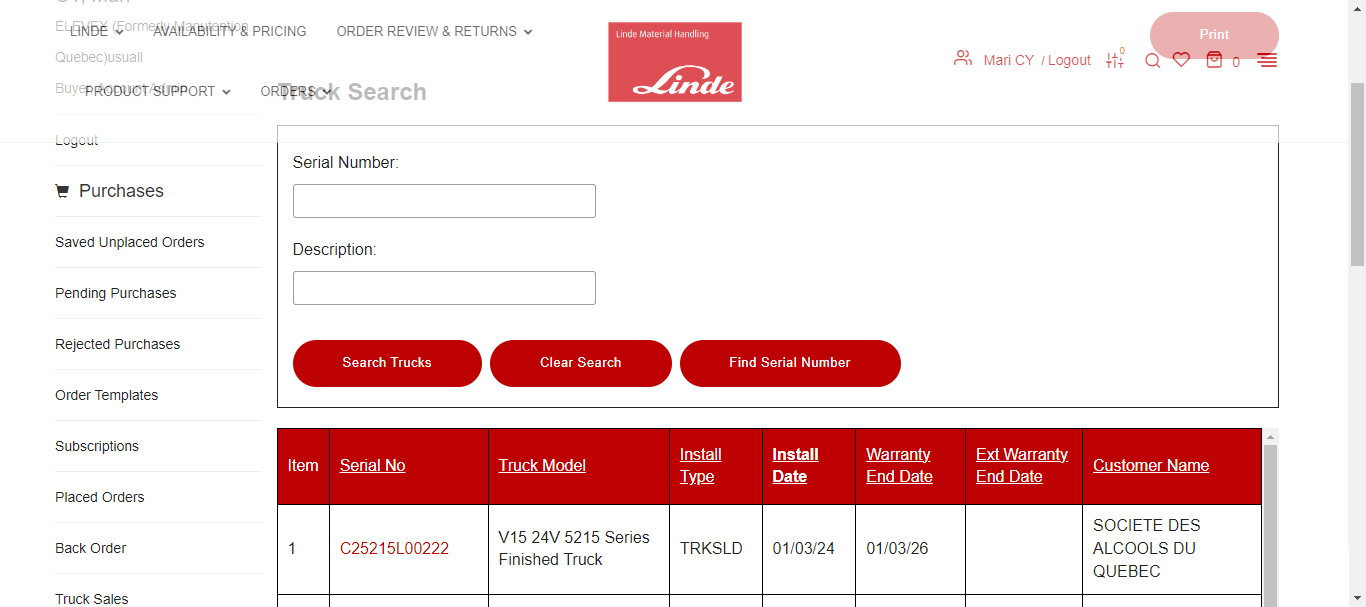 CY, Mari
ELEVEX (Formerly Manutention
Quebec)usuall
Buyer Account Admin
Logout
LINDE
AVAILABILITY & PRICING
ORDER REVIEW & RETURNS
PRODUCT SUPPORT
ORDERS
Linde Material Handling
Linde
Print
Mari CY / Logout
0
0
Truck Search
Purchases
Saved Unplaced Orders
Pending Purchases
Rejected Purchases
Order Templates
Subscriptions
Placed Orders
Back Order
Truck Sales
Serial Number:
Description:
Search Trucks
Clear Search
Find Serial Number
Item
Serial No
Truck Model
Install
Type
Install
Date
Warranty
End Date
Ext Warranty
End Date
Customer Name
1
C25215L00222
V15 24V 5215 Series
Finished Truck
TRKSLD
01/03/24
01/03/26
SOCIETE DES
ALCOOLS DU
QUEBEC